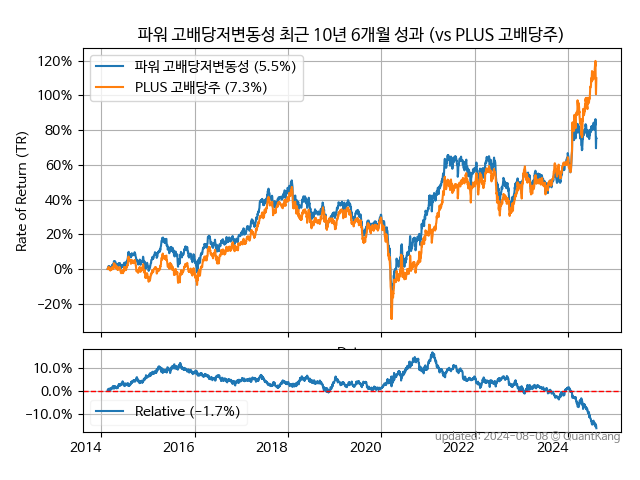 파워 고배당저변동성 최근 10년 6개월 성과 (vs PLUS 고배당주)
파워 고배당저변동성 (5.5%)
PLUS 고배당주 (7.3%)
Rate of Return (TR)
120%
100%
80%
60%
40%
20%
0%
−20%
10.0%
0.0%
−10.0%
Relative (−1.7%)
2014 2016 2018 2020 2022 2024
updated: 2024-08-08 © QuantKang